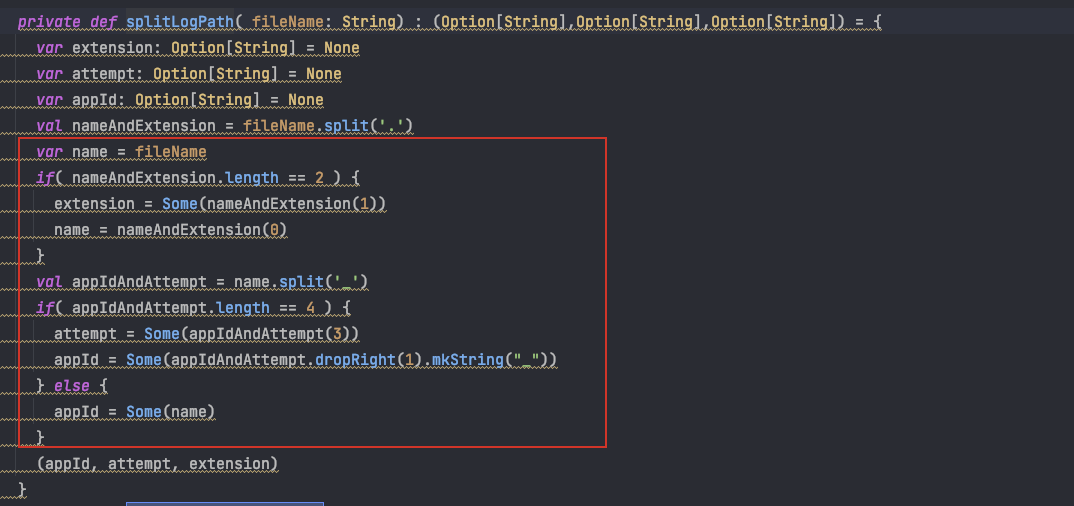 private def splitLogPath( fileName: String) : (Option[String],Option[String],Option[String]) = {
var extension: Option[String] = None
var attempt: Option[String] = None
var appId: Option[String] = None
val nameAndExtension = fileName.split('.')
var name = fileName
if( nameAndExtension.length == 2 ) {
extension = Some(nameAndExtension(1))
name = nameAndExtension(0)
}
val appIdAndAttempt = name.split('_')
if( appIdAndAttempt.length == 4 ) {
attempt = Some(appIdAndAttempt(3))
appId = Some(appIdAndAttempt.dropRight(1).mkString("_"))
} else {
appId = Some(name)
}
(appId, attempt, extension)
}